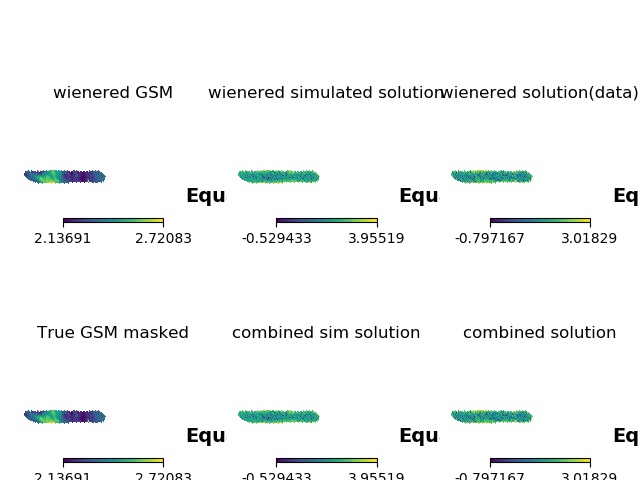 wienered GSM
wienered simulated solution
wienered solution(data)
Equ
Equ
Eq
2.13691 2.72083
-0.529433 3.95519
-0.797167 3.01829
True GSM masked
combined sim solution
combined solution
Equ
Equ
Eq
2.13691 2.72083
-0.529433 3.95519
-0.797167 3.01829